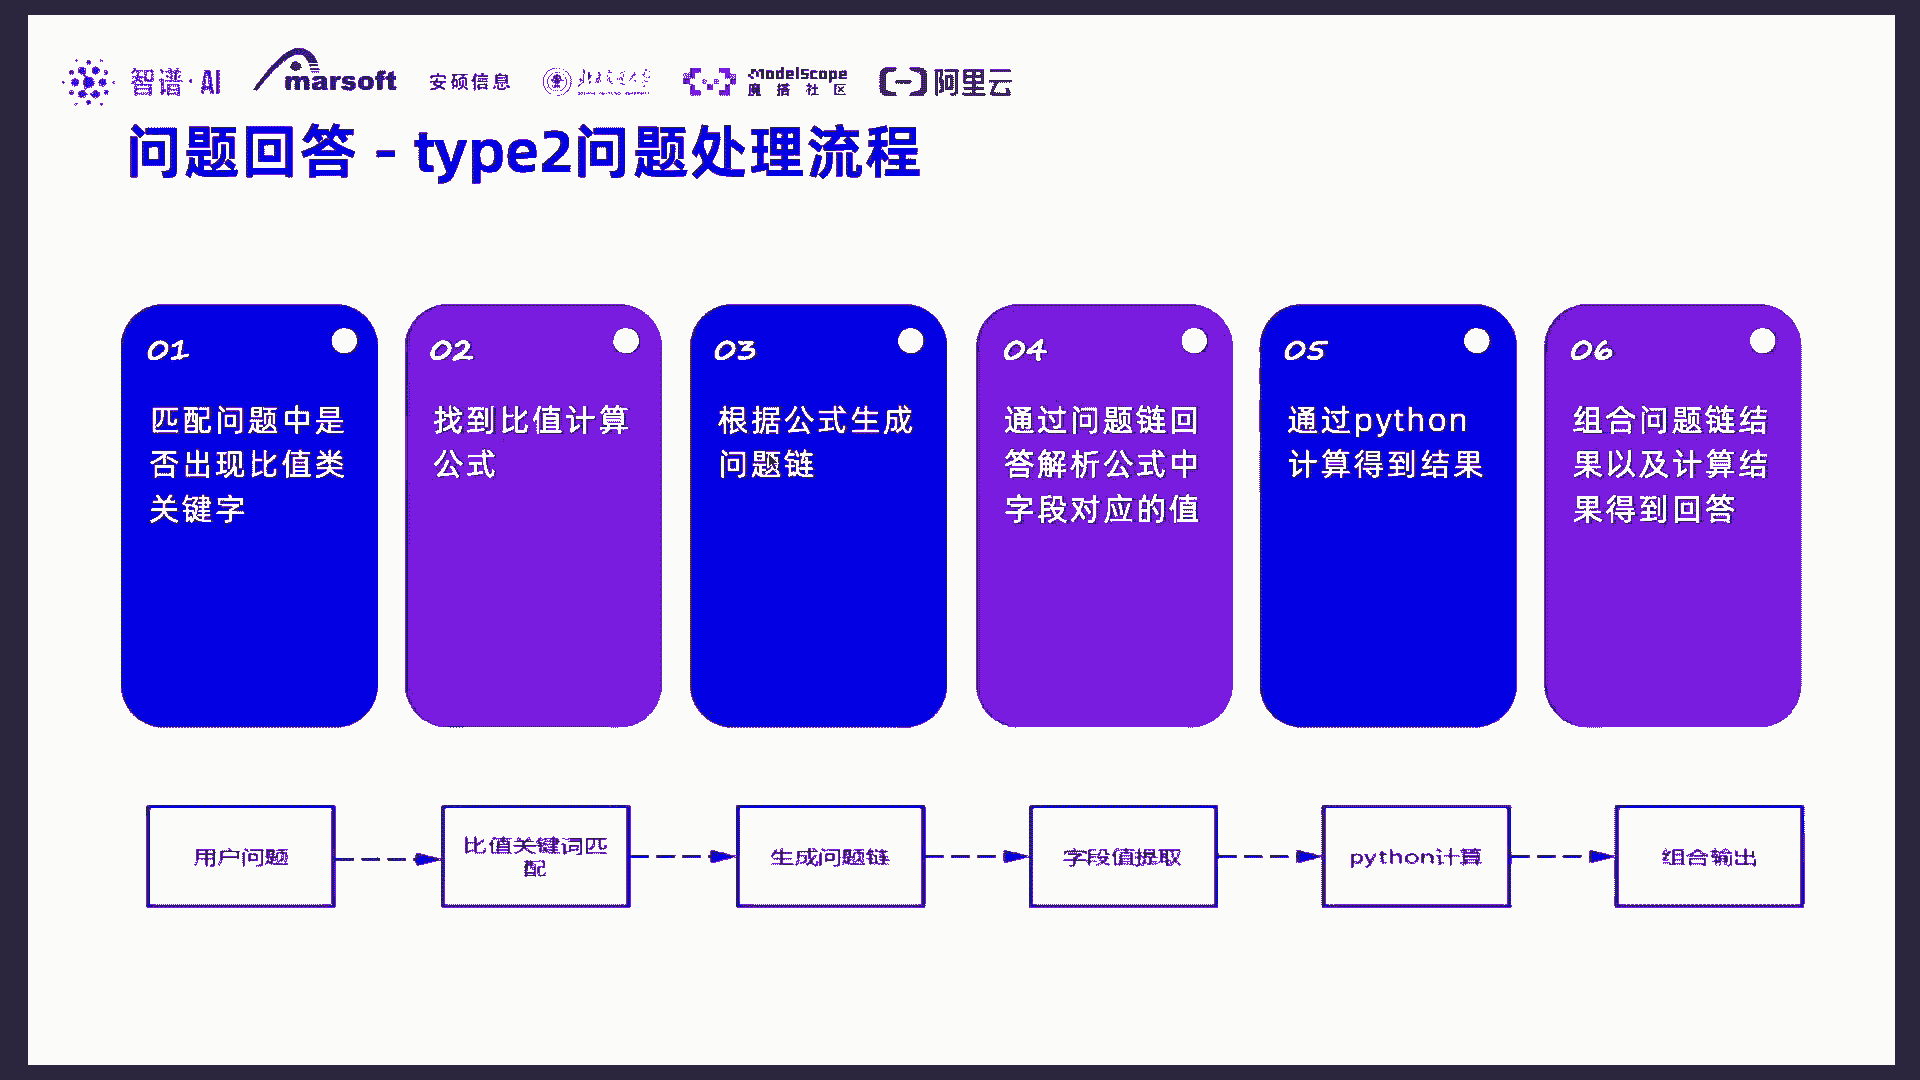 智谱·AI
marsoft
安硕信息
北京交通大学
ModelScope
魔搭社区
阿里云
问题回答 - type2问题处理流程
01
匹配问题中是
否出现比值类
关键字
02
找到比值计算
公式
03
根据公式生成
问题链
04
通过问题链回
答解析公式中
字段对应的值
05
通过python
计算得到结果
06
组合问题链结
果以及计算结
果得到回答
用户问题
比值关键词匹
配
生成问题链
字段值提取
python计算
组合输出